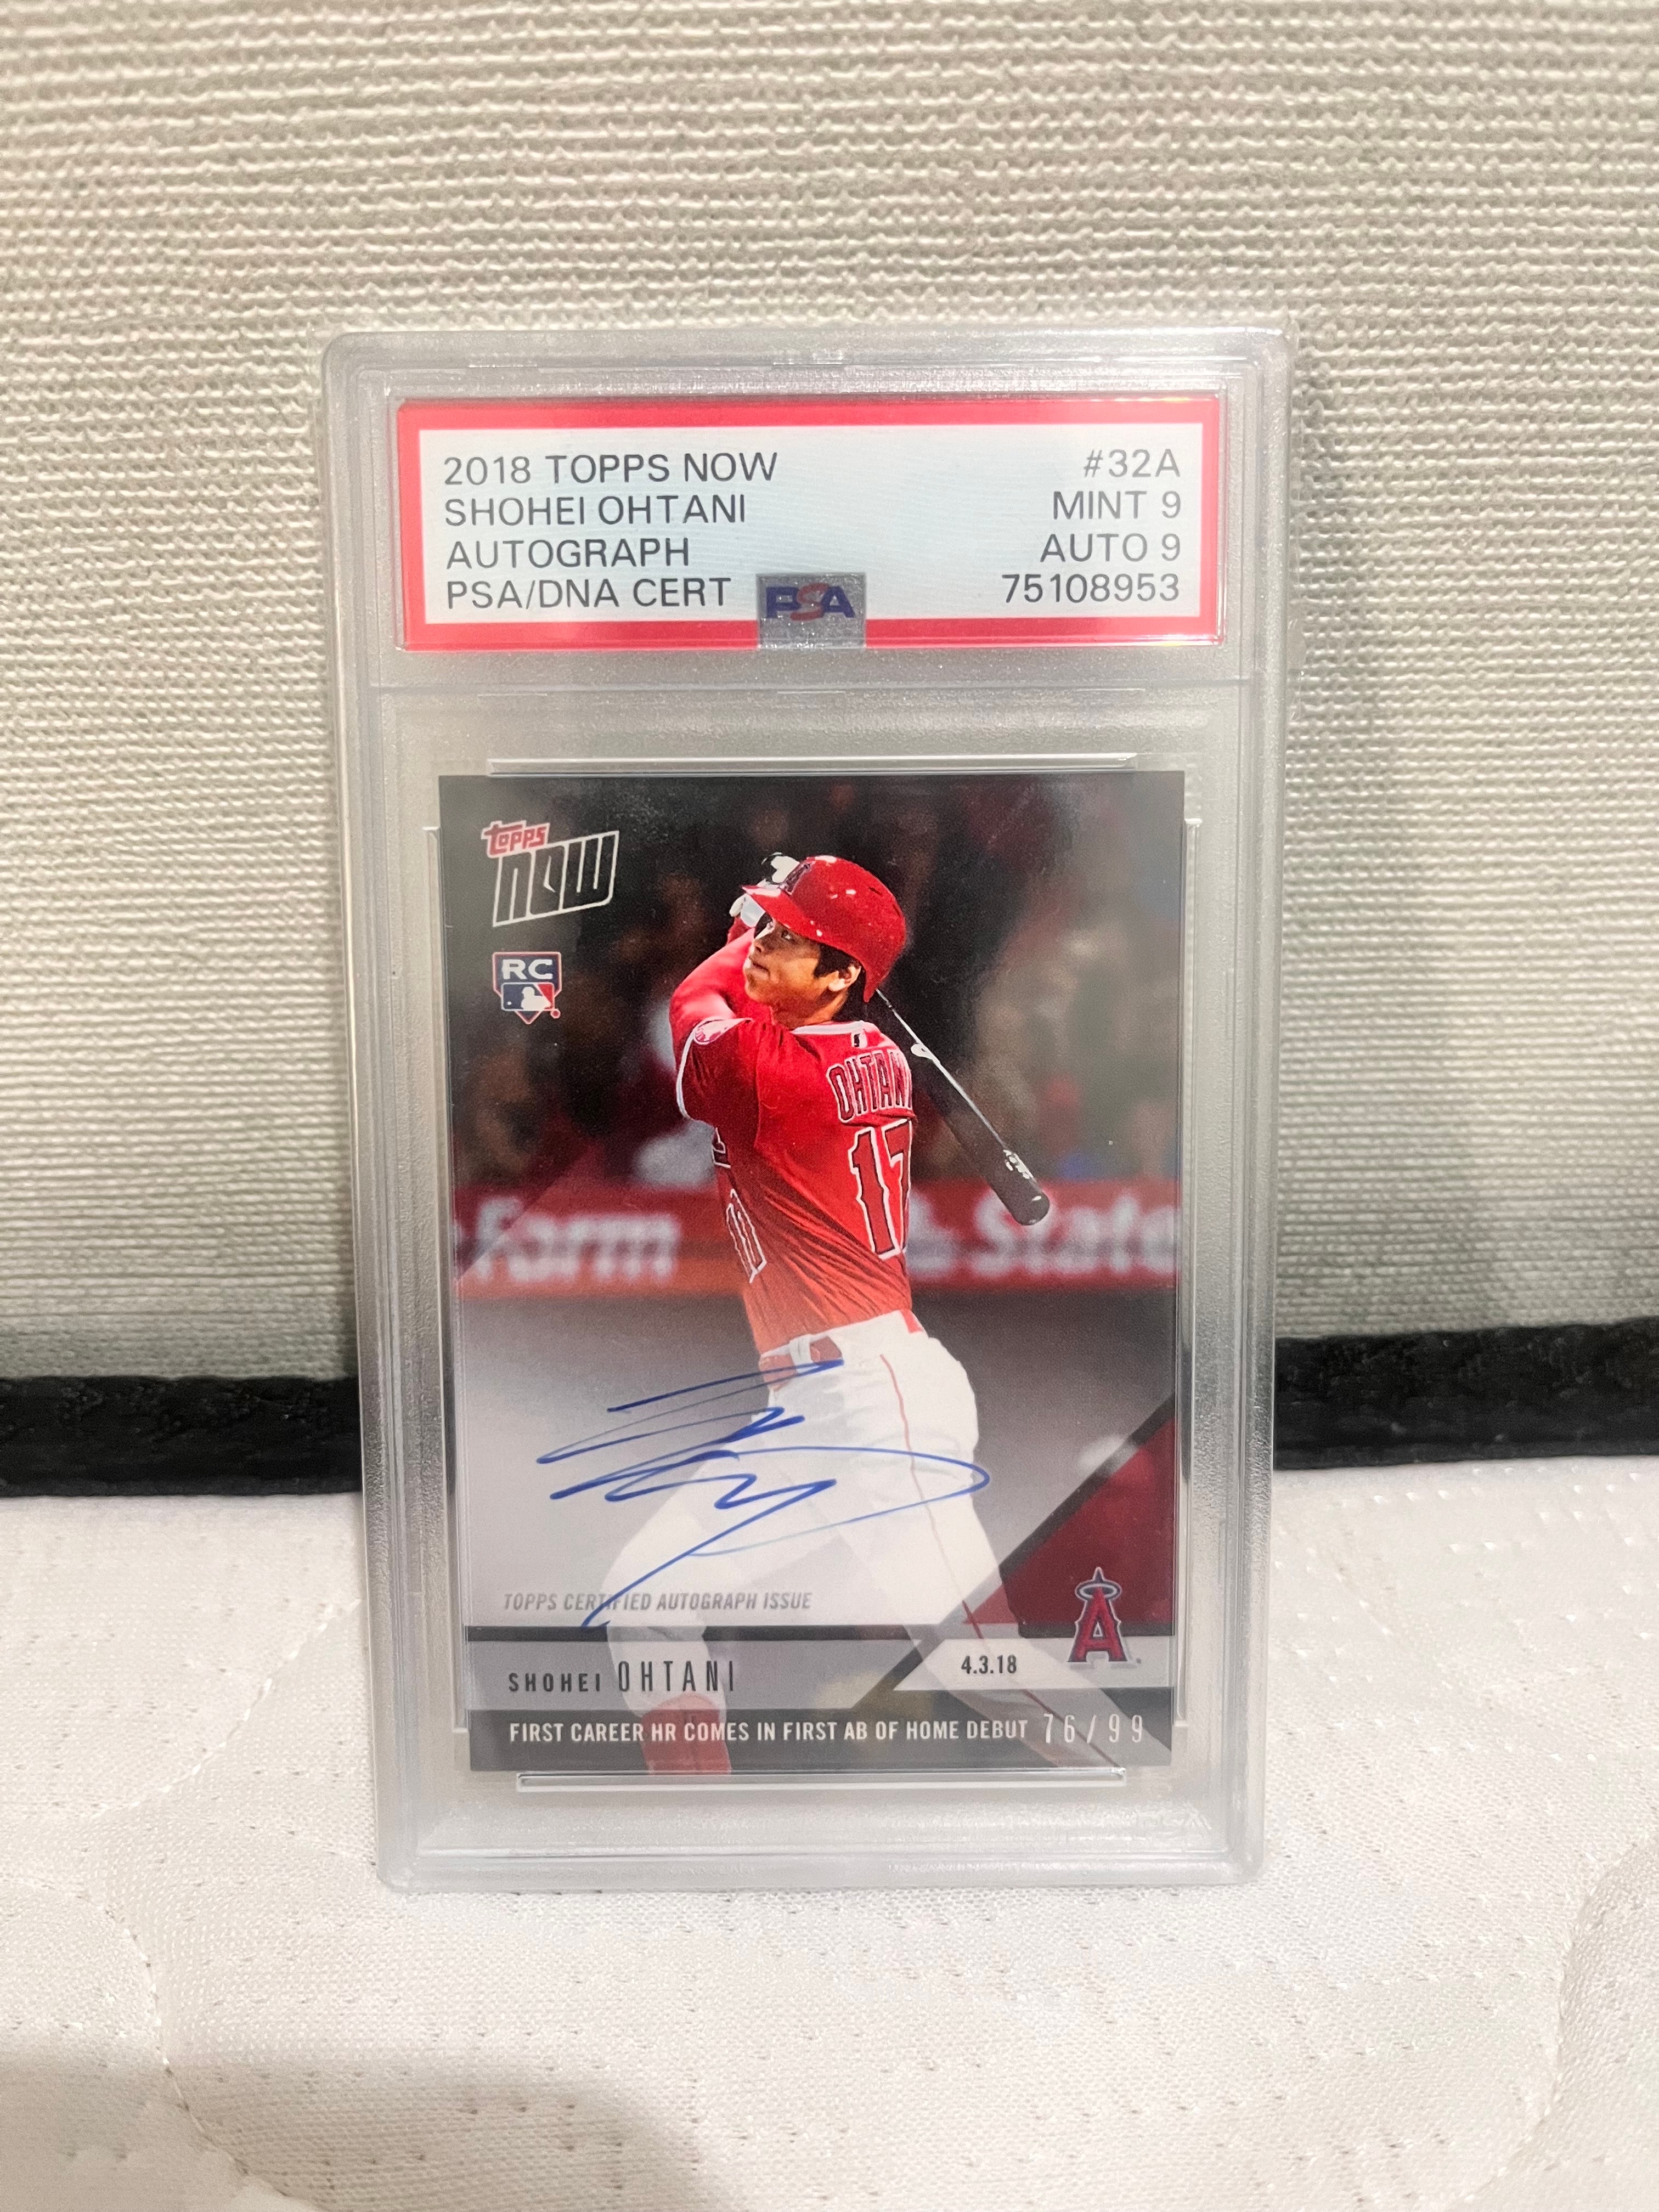 2018 TOPPS NOW #32A
SHOHEI OHTANI MINT 9
AUTOGRAPH AUTO 9
PSA/DNA CERT PSA 75108953
topps
NOW
RC
OHTANI
17
Farm State
TOPPS CERTIFIED AUTOGRAPH ISSUE
A
SHOHEI OHTANI 4.3.18
FIRST CAREER HR COMES IN FIRST AB OF HOME DEBUT 76/99